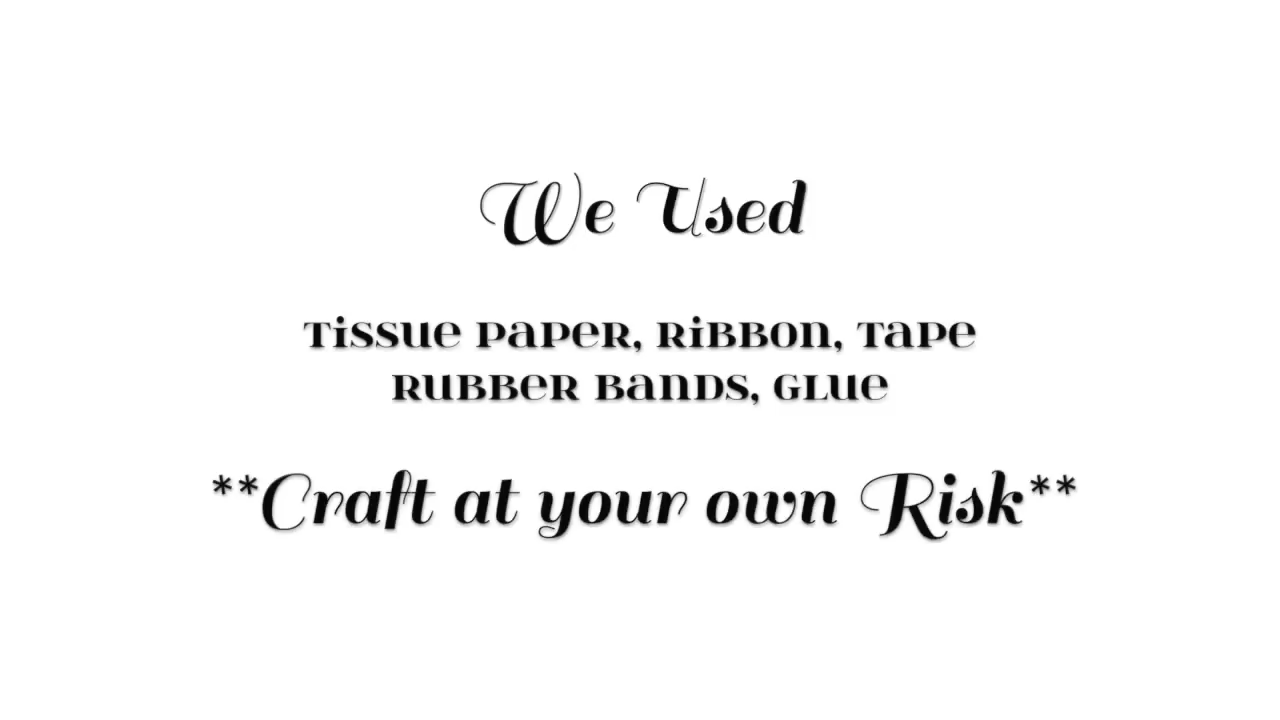 We Used
Tissue Paper, Ribbon, Tape
Rubber Bands, Glue
**Craft at your own Risk**